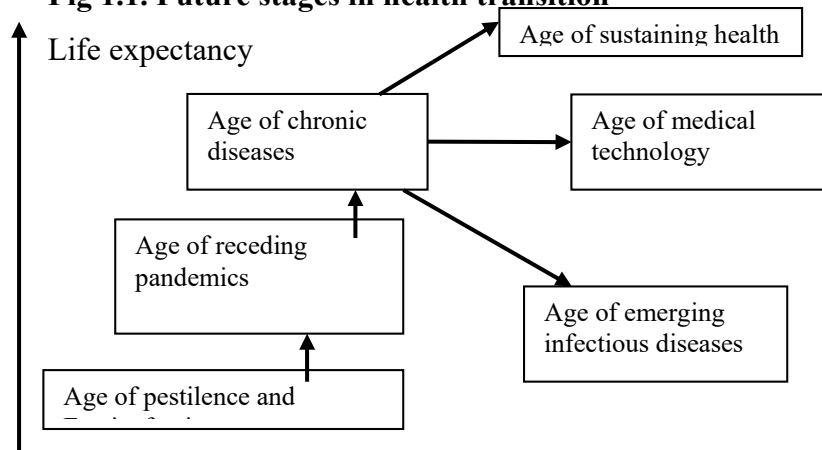 Fig 1.1: Future stages in health transition
Age of sustaining health
Life expectancy
Age of chronic
diseases
Age of medical
technology
Age of receding
pandemics
Age of emerging
infectious diseases
Age of pestilence and